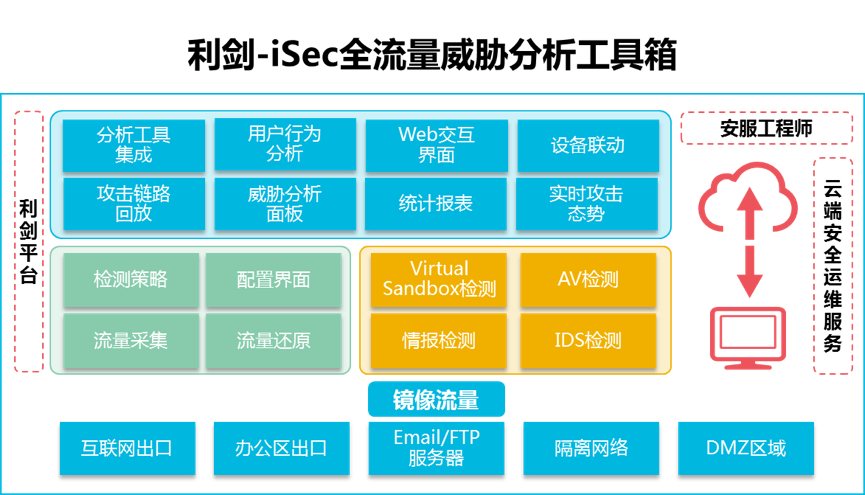 利剑-iSec全流量威胁分析工具箱
利剑平台
分析工具
集成
用户行为
分析
Web交互
界面
设备联动
攻击链路
回放
威胁分析
面板
统计报表
实时攻击
态势
检测策略
配置界面
流量采集
流量还原
Virtual
Sandbox检测
AV检测
情报检测
IDS检测
安服工程师
云端安全运维服务
镜像流量
互联网出口
办公区出口
Email/FTP
服务器
隔离网络
DMZ区域